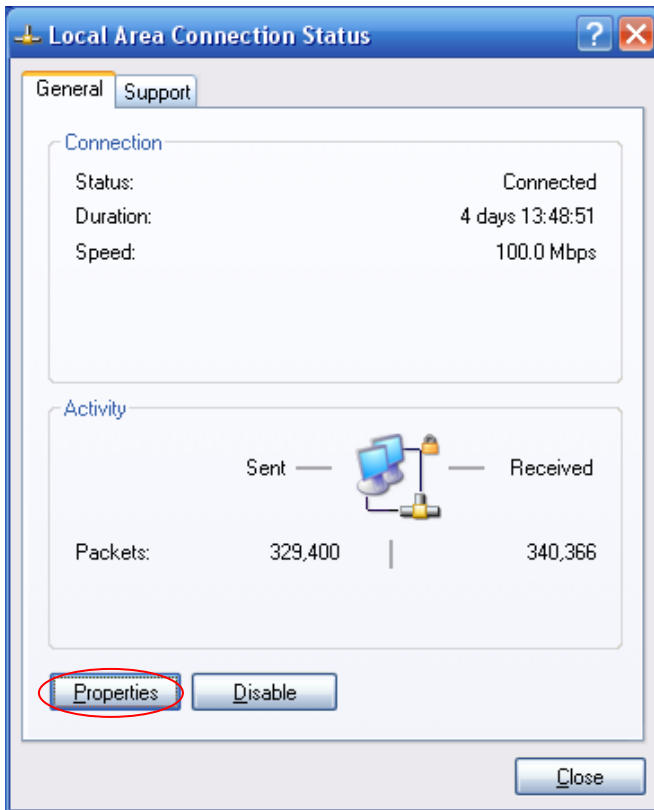 Local Area Connection Status
General Support
Connection
Status: Connected
Duration: 4 days 13:48:51
Speed: 100.0 Mbps
Activity
Sent Received
Packets: 329,400 340,366
Properties Disable
Close